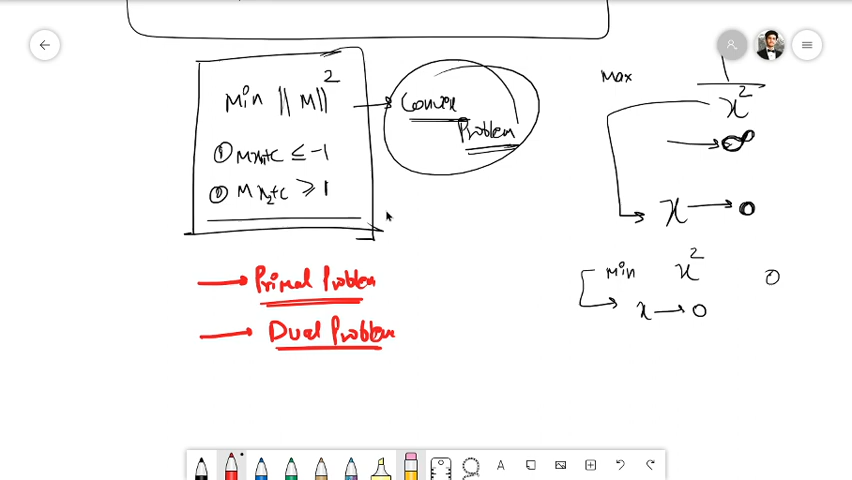 Min ||M||²
① Mx₁+c ≤ -1
② Mx₂+c ≥ 1
Convex
Problem
Primal Problem
Dual Problem
Max 1/x²
→ ∞
x → 0
min x² 0
x → 0
A